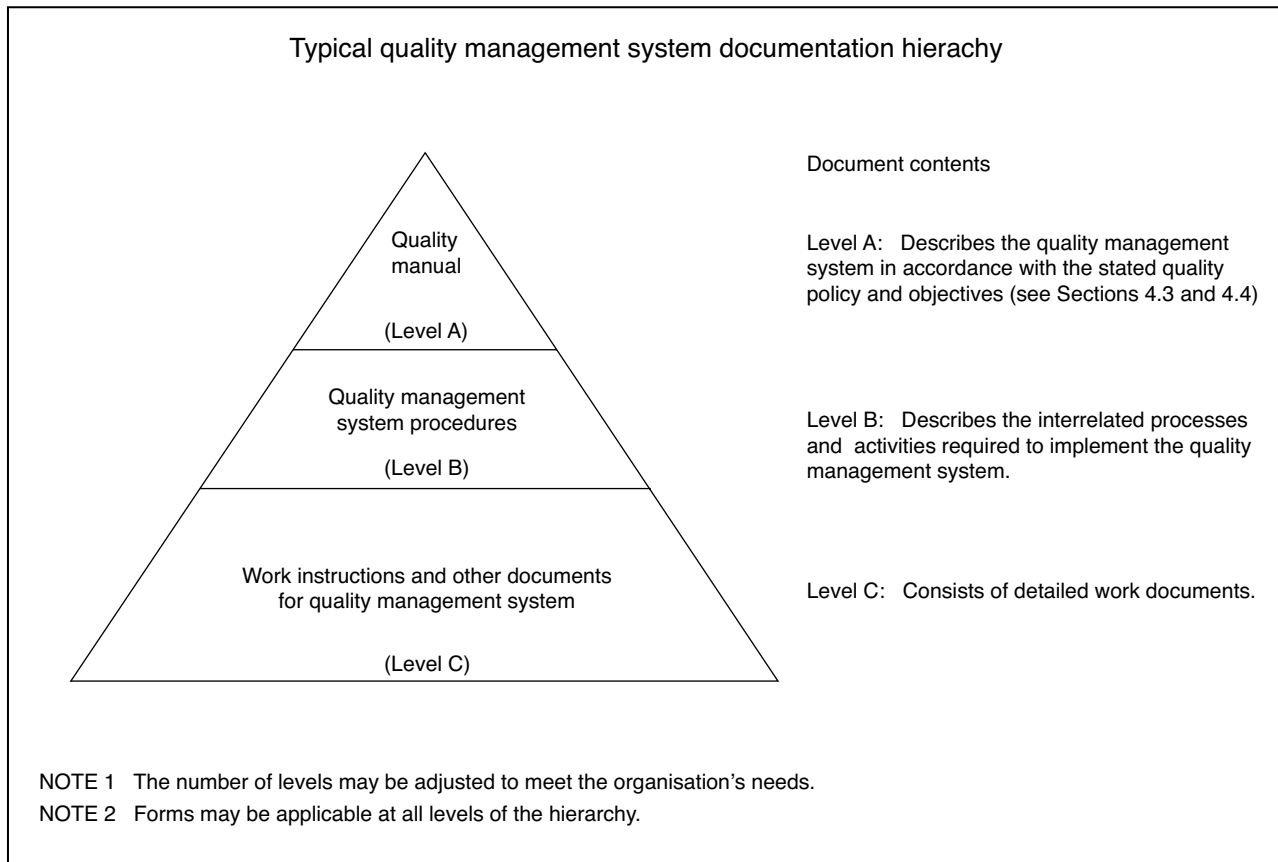 Typical quality management system documentation hierachy
Quality
manual
(Level A)
Quality management
system procedures
(Level B)
Work instructions and other documents
for quality management system
(Level C)
Document contents
Level A: Describes the quality management
system in accordance with the stated quality
policy and objectives (see Sections 4.3 and 4.4)
Level B: Describes the interrelated processes
and activities required to implement the quality
management system.
Level C: Consists of detailed work documents.
NOTE 1 The number of levels may be adjusted to meet the organisation’s needs.
NOTE 2 Forms may be applicable at all levels of the hierarchy.